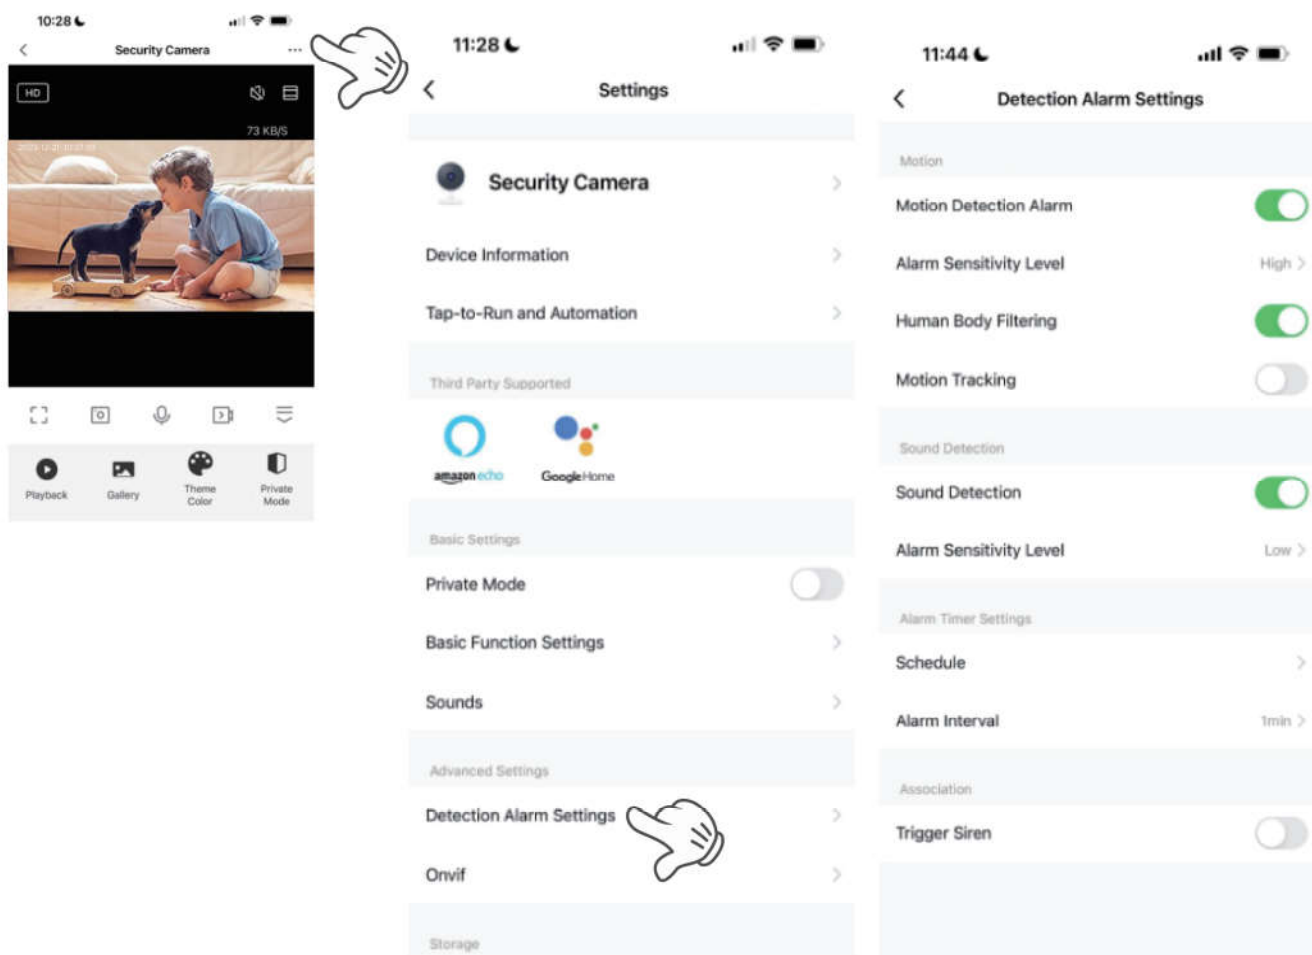 10:28
Security Camera
HD
73 KB/S
Playback
Gallery
Theme
Color
Private
Mode
11:28
Settings
Security Camera
Device Information
Tap-to-Run and Automation
Third Party Supported
amazon echo
Google Home
Basic Settings
Private Mode
Basic Function Settings
Sounds
Advanced Settings
Detection Alarm Settings
Onvif
Storage
11:44
Detection Alarm Settings
Motion
Motion Detection Alarm
Alarm Sensitivity Level High
Human Body Filtering
Motion Tracking
Sound Detection
Sound Detection
Alarm Sensitivity Level Low
Alarm Timer Settings
Schedule
Alarm Interval 1min
Association
Trigger Siren